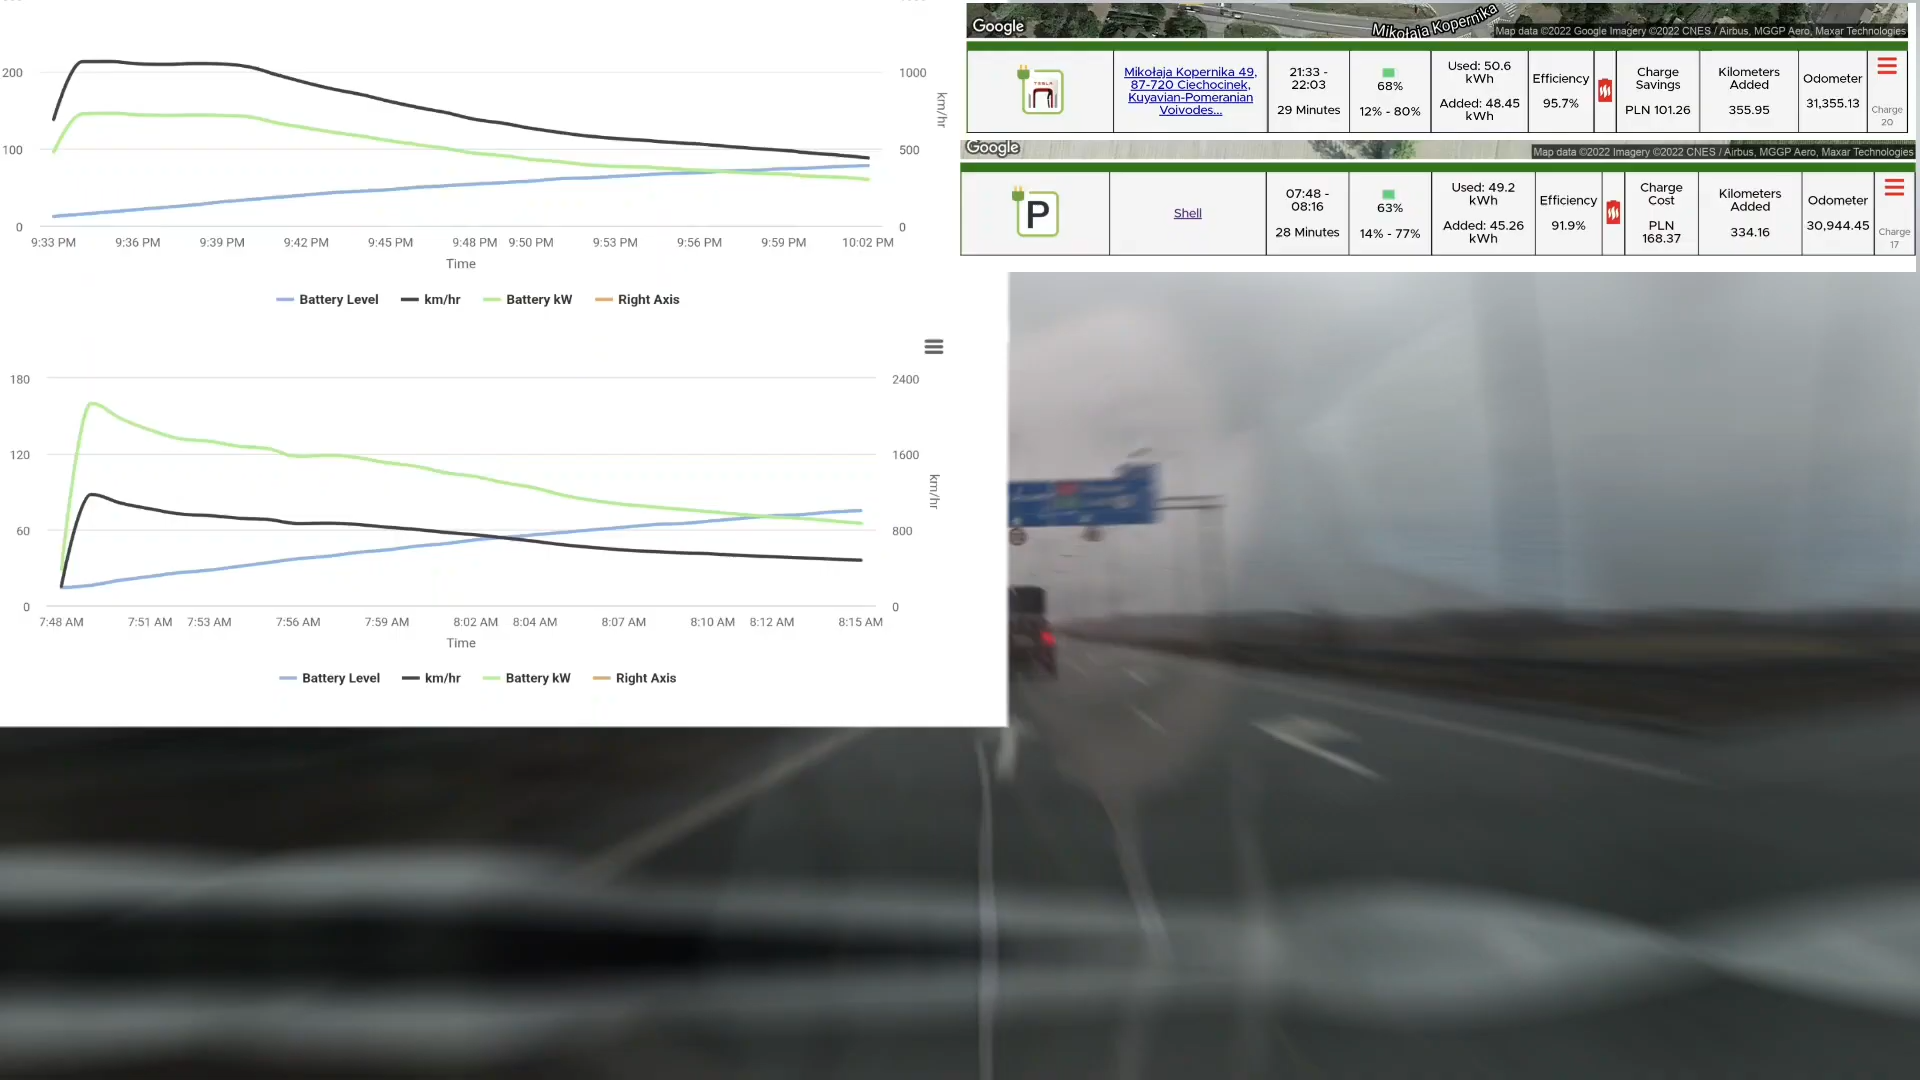 200
1000
km/hr
100
500
0
0
9:33 PM 9:36 PM 9:39 PM 9:42 PM 9:45 PM 9:48 PM 9:50 PM 9:53 PM 9:56 PM 9:59 PM 10:02 PM
Time
Battery Level km/hr Battery kW Right Axis
180
2400
120
1600
km/hr
60
800
0
0
7:48 AM 7:51 AM 7:53 AM 7:56 AM 7:59 AM 8:02 AM 8:04 AM 8:07 AM 8:10 AM 8:12 AM 8:15 AM
Time
Battery Level km/hr Battery kW Right Axis
Google
Mikołaja Kopernika
Map data ©2022 Google Imagery ©2022 CNES / Airbus, MGGP Aero, Maxar Technologies
TESLA
Mikołaja Kopernika 49,
87-720 Ciechocinek,
Kuyavian-Pomeranian
Voivodes...
21:33 -
22:03
29 Minutes
68%
12% - 80%
Used: 50.6
kWh
Added: 48.45
kWh
Efficiency
95.7%
Charge
Savings
PLN 101.26
Kilometers
Added
355.95
Odometer
31,355.13
Charge
20
Google
Map data ©2022 Imagery ©2022 CNES / Airbus, MGGP Aero, Maxar Technologies
P
Shell
07:48 -
08:16
28 Minutes
63%
14% - 77%
Used: 49.2
kWh
Added: 45.26
kWh
Efficiency
91.9%
Charge
Cost
PLN
168.37
Kilometers
Added
334.16
Odometer
30,944.45
Charge
17